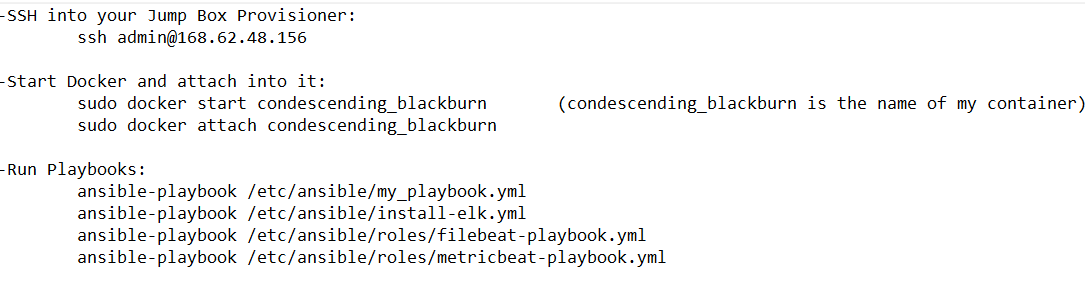 -SSH into your Jump Box Provisioner:
ssh admin@168.62.48.156
-Start Docker and attach into it:
sudo docker start condescending_blackburn (condescending_blackburn is the name of my container)
sudo docker attach condescending_blackburn
-Run Playbooks:
ansible-playbook /etc/ansible/my_playbook.yml
ansible-playbook /etc/ansible/install-elk.yml
ansible-playbook /etc/ansible/roles/filebeat-playbook.yml
ansible-playbook /etc/ansible/roles/metricbeat-playbook.yml